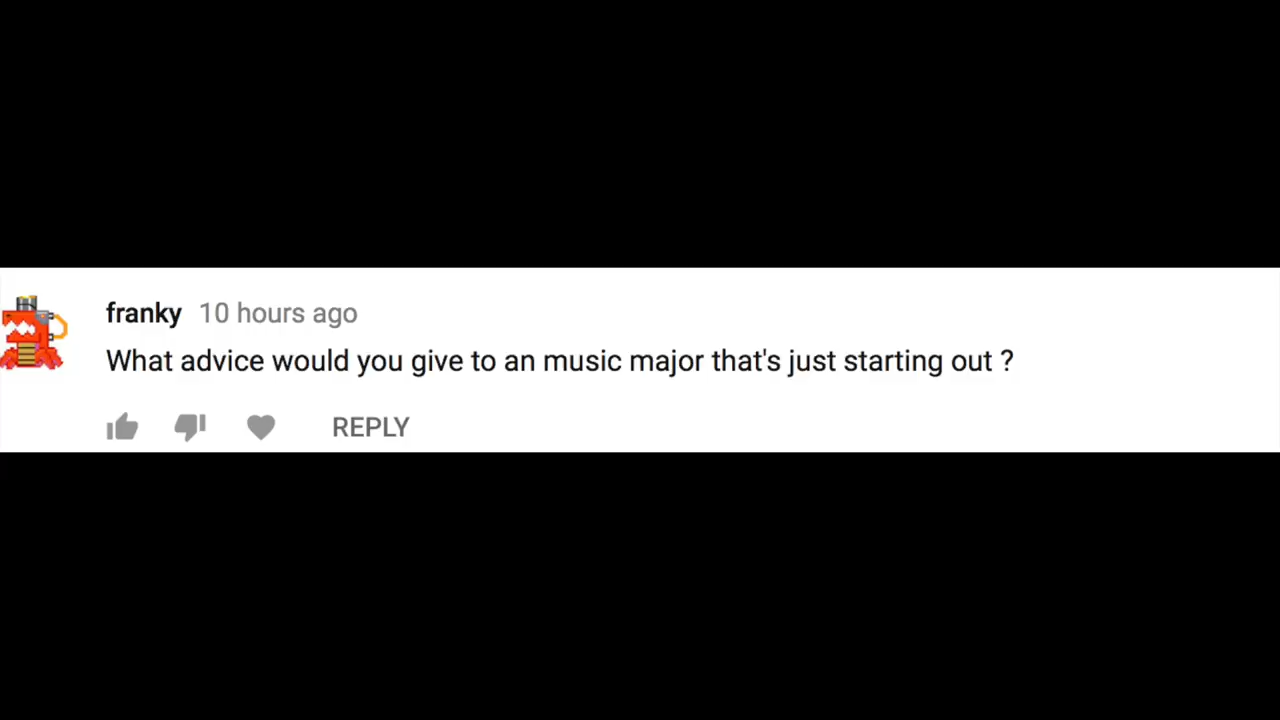 franky 10 hours ago
What advice would you give to an music major that's just starting out ?
REPLY